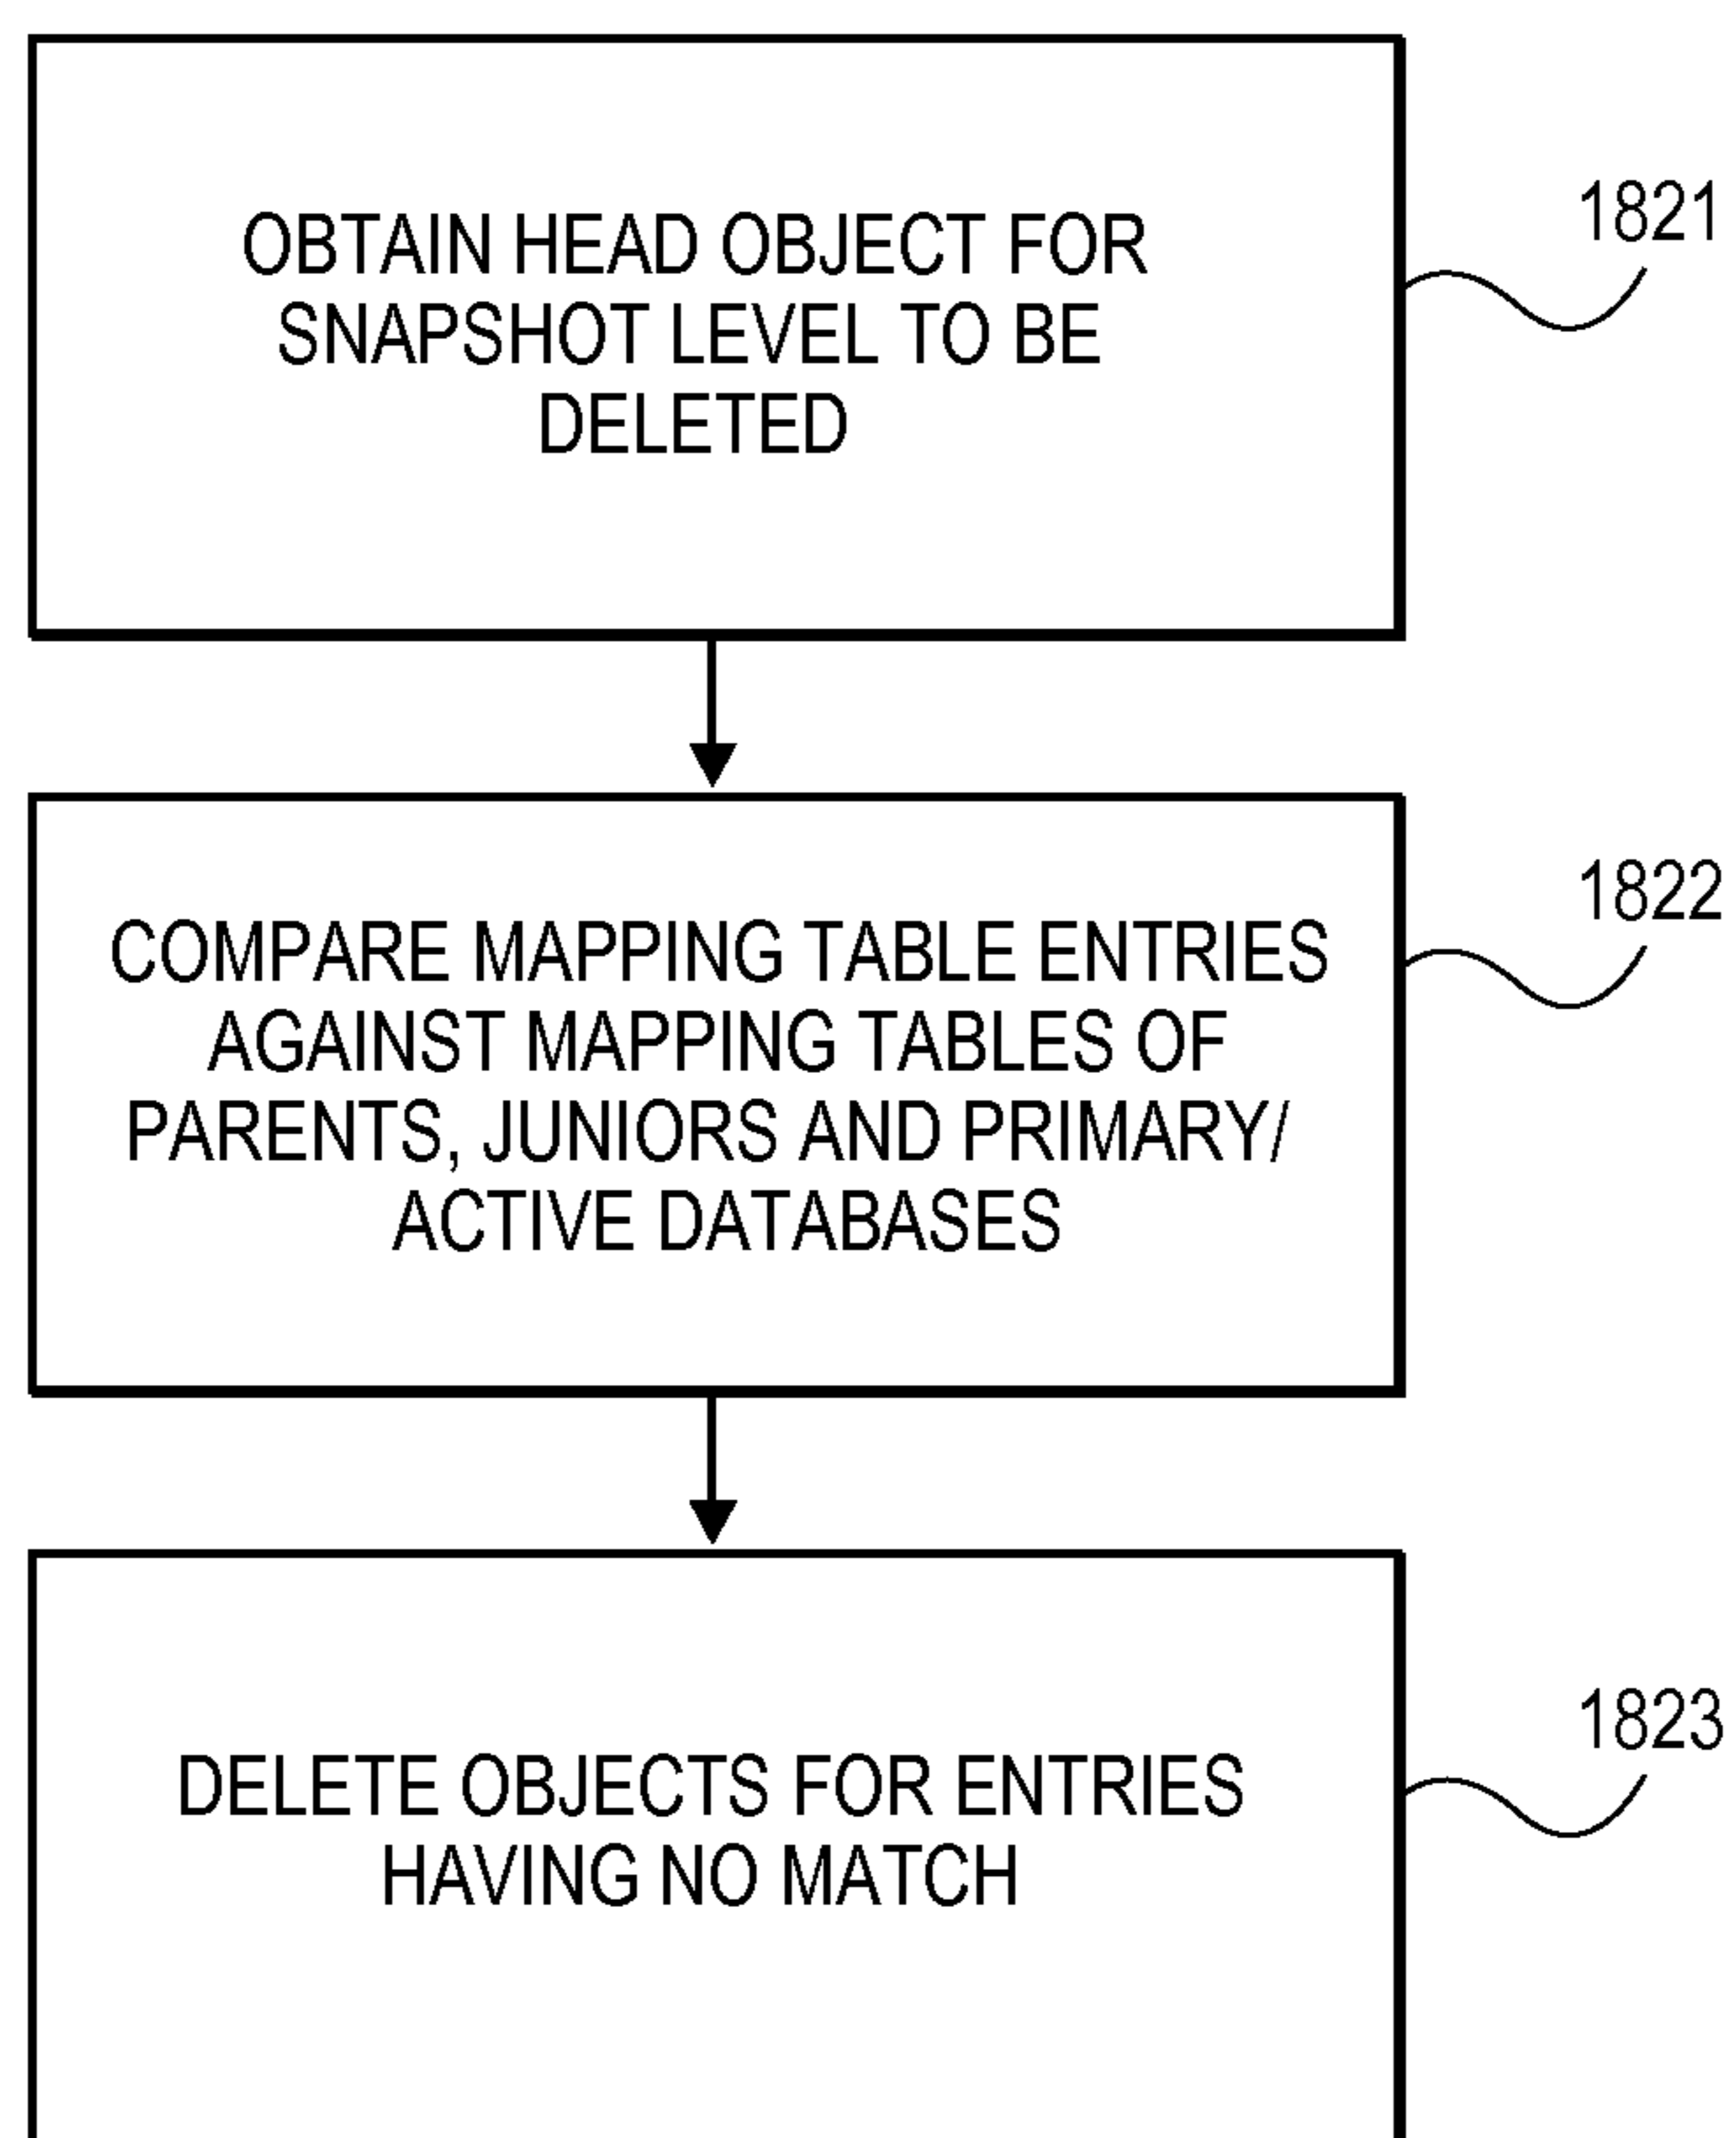 OBTAIN HEAD OBJECT FOR
SNAPSHOT LEVEL TO BE
DELETED
1821
COMPARE MAPPING TABLE ENTRIES
AGAINST MAPPING TABLES OF
PARENTS, JUNIORS AND PRIMARY/
ACTIVE DATABASES
1822
DELETE OBJECTS FOR ENTRIES
HAVING NO MATCH
1823